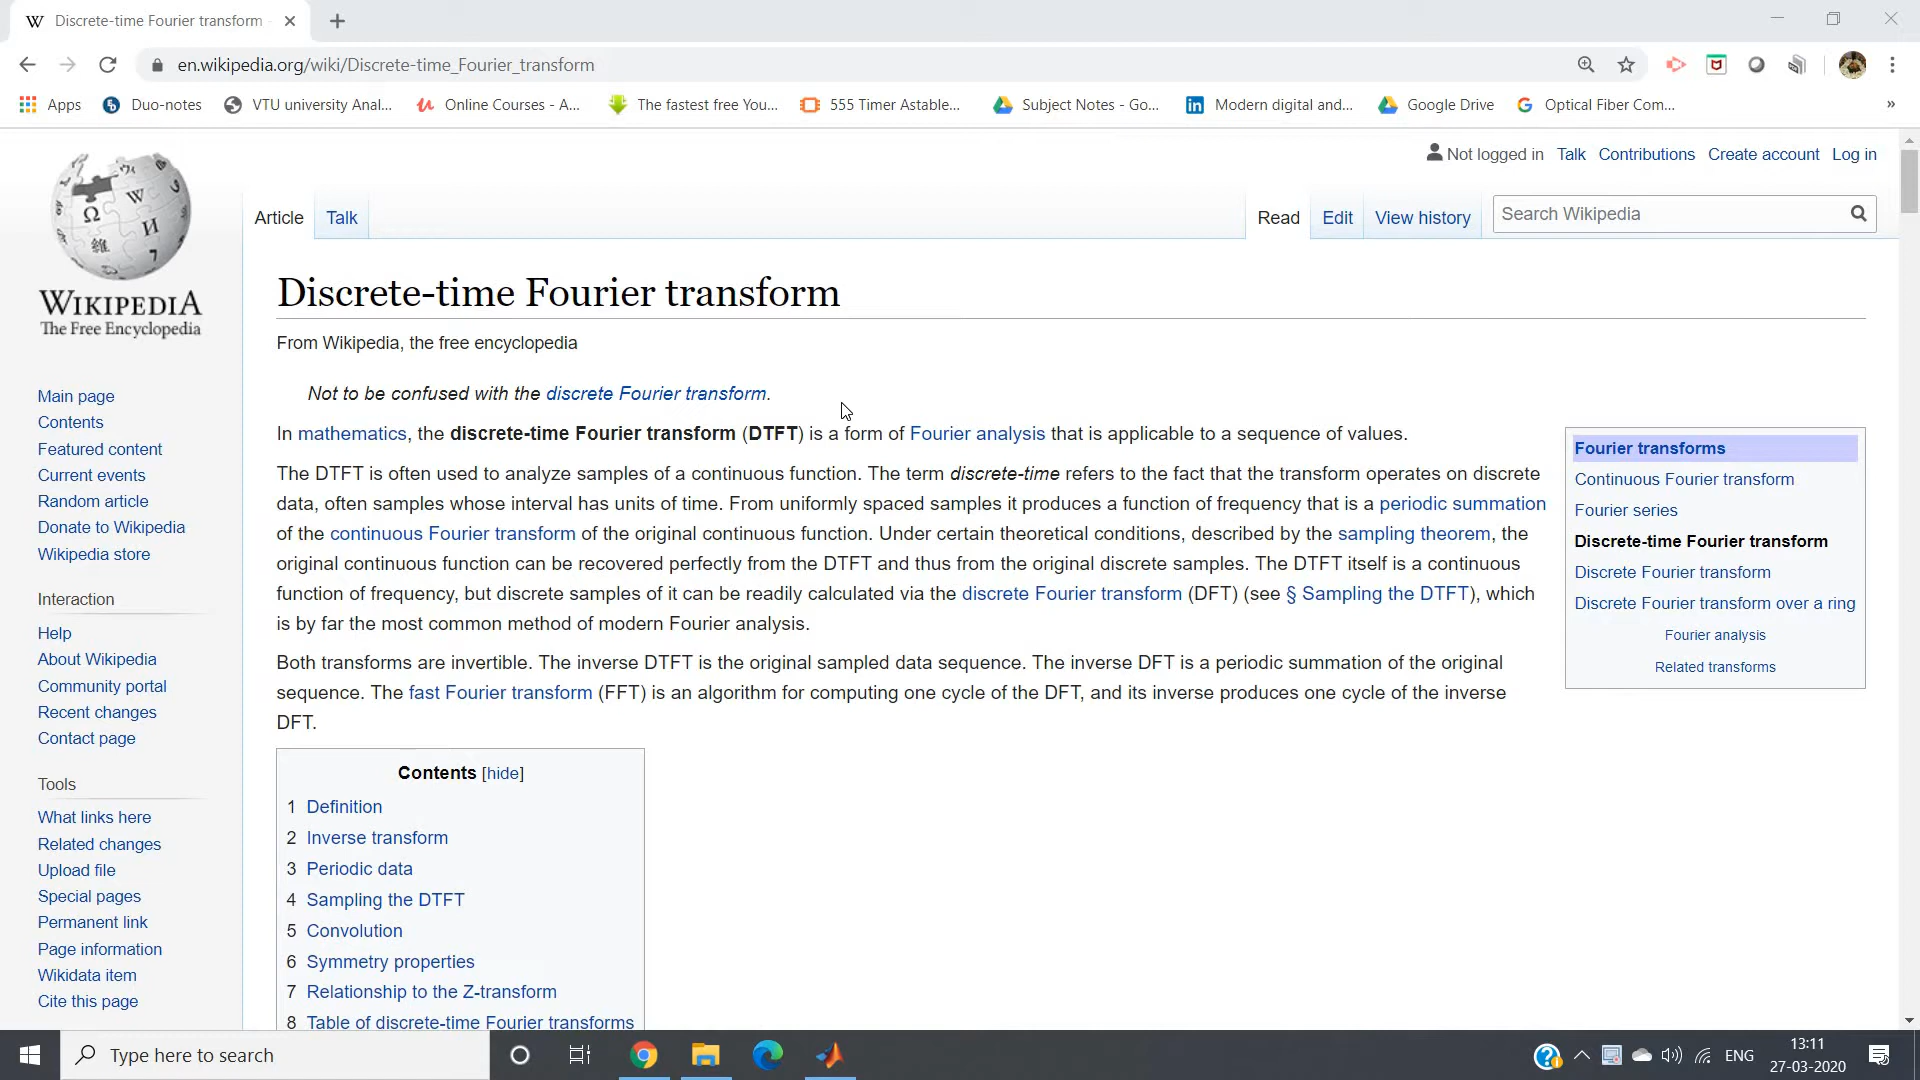 Discrete-time Fourier transform
en.wikipedia.org/wiki/Discrete-time_Fourier_transform
Apps Duo-notes VTU university Anal... Online Courses - A... The fastest free You... 555 Timer Astable... Subject Notes - Go... Modern digital and... Google Drive Optical Fiber Com... »
Not logged in Talk Contributions Create account Log in
Article Talk Read Edit View history Search Wikipedia
WIKIPEDIA
The Free Encyclopedia
Main page
Contents
Featured content
Current events
Random article
Donate to Wikipedia
Wikipedia store
Interaction
Help
About Wikipedia
Community portal
Recent changes
Contact page
Tools
What links here
Related changes
Upload file
Special pages
Permanent link
Page information
Wikidata item
Cite this page
Discrete-time Fourier transform
From Wikipedia, the free encyclopedia
Not to be confused with the discrete Fourier transform.
In mathematics, the discrete-time Fourier transform (DTFT) is a form of Fourier analysis that is applicable to a sequence of values.
The DTFT is often used to analyze samples of a continuous function. The term discrete-time refers to the fact that the transform operates on discrete
data, often samples whose interval has units of time. From uniformly spaced samples it produces a function of frequency that is a periodic summation
of the continuous Fourier transform of the original continuous function. Under certain theoretical conditions, described by the sampling theorem, the
original continuous function can be recovered perfectly from the DTFT and thus from the original discrete samples. The DTFT itself is a continuous
function of frequency, but discrete samples of it can be readily calculated via the discrete Fourier transform (DFT) (see § Sampling the DTFT), which
is by far the most common method of modern Fourier analysis.
Both transforms are invertible. The inverse DTFT is the original sampled data sequence. The inverse DFT is a periodic summation of the original
sequence. The fast Fourier transform (FFT) is an algorithm for computing one cycle of the DFT, and its inverse produces one cycle of the inverse
DFT.
Fourier transforms
Continuous Fourier transform
Fourier series
Discrete-time Fourier transform
Discrete Fourier transform
Discrete Fourier transform over a ring
Fourier analysis
Related transforms
Contents [hide]
1 Definition
2 Inverse transform
3 Periodic data
4 Sampling the DTFT
5 Convolution
6 Symmetry properties
7 Relationship to the Z-transform
8 Table of discrete-time Fourier transforms
Type here to search
ENG
13:11
27-03-2020